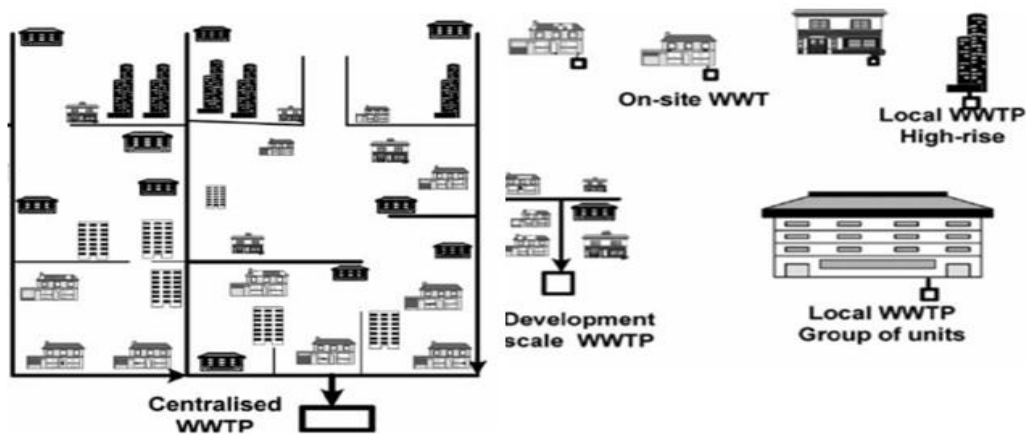 On-site WWT
Local WWTP
High-rise
Development
scale WWTP
Local WWTP
Group of units
Centralised
WWTP